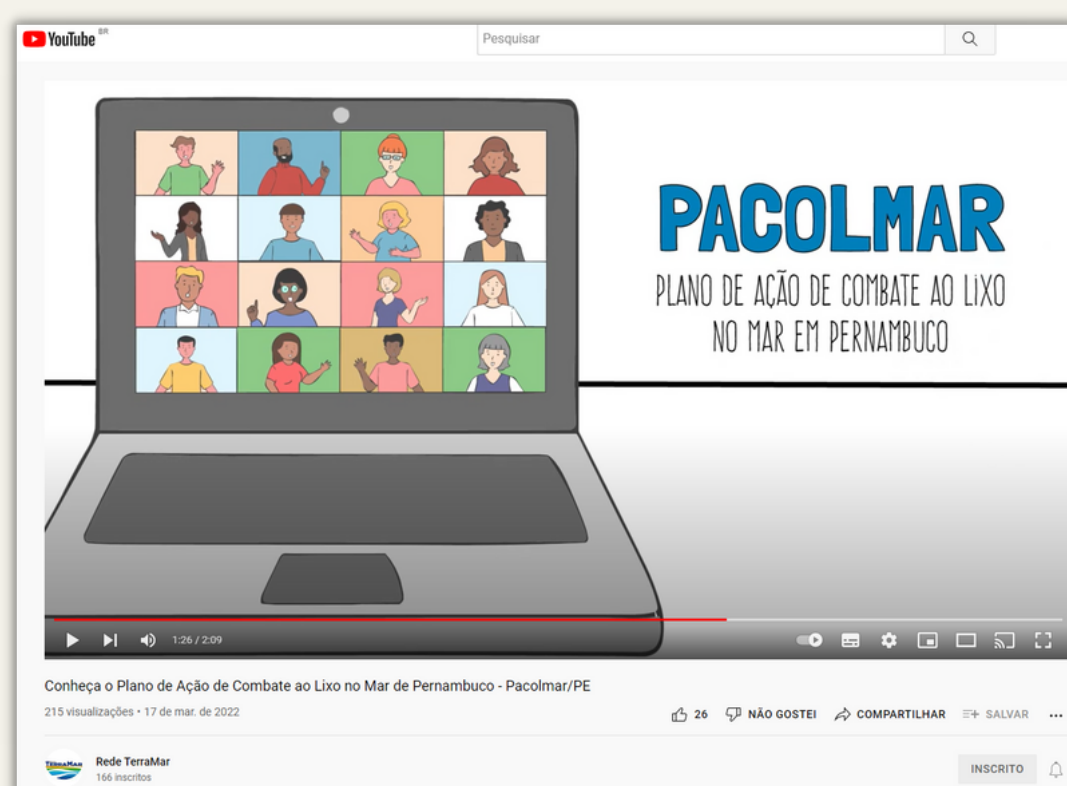 YouTube BR
Pesquisar
PACOLMAR
PLANO DE AÇÃO DE COMBATE AO LIXO
NO MAR EM PERNAMBUCO
1:26 / 2:09
Conheça o Plano de Ação de Combate ao Lixo no Mar de Pernambuco - Pacolmar/PE
215 visualizações • 17 de mar. de 2022
26 NÃO GOSTEI COMPARTILHAR SALVAR
TERRAMAR
Rede TerraMar
166 inscritos
INSCRITO